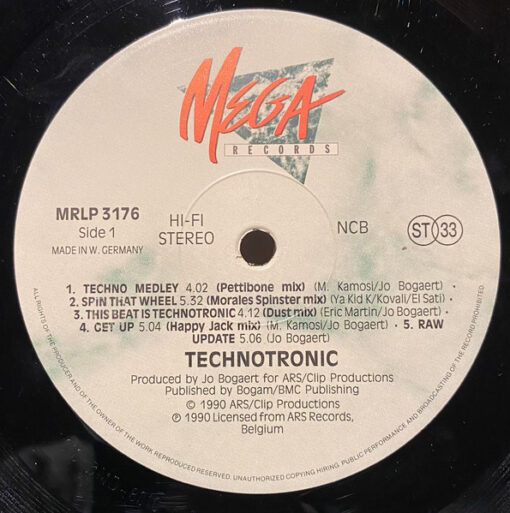 MEGA
RECORDS
MRLP 3176
Side 1
MADE IN W. GERMANY
HI-FI
STEREO
NCB
ST 33
1. TECHNO MEDLEY 4.02 (Pettibone mix) (M. Kamosi/Jo Bogaert) •
2. SPIN THAT WHEEL 5.32 (Morales Spinster mix) (Ya Kid K/Kovali/El Sati) •
3. THIS BEAT IS TECHNOTRONIC 4.12 (Dust mix) (Eric Martin/Jo Bogaert) •
4. GET UP 5.04 (Happy Jack mix) (M. Kamosi/Jo Bogaert) • 5. RAW
UPDATE 5.06 (Jo Bogaert)
TECHNOTRONIC
Produced by Jo Bogaert for ARS/Clip Productions
Published by Bogam/BMC Publishing
© 1990 ARS/Clip Productions
℗ 1990 Licensed from ARS Records,
Belgium
ALL RIGHTS OF THE PRODUCER AND OF THE OWNER OF THE WORK REPRODUCED RESERVED. UNAUTHORIZED COPYING HIRING. PUBLIC PERFORMANCE AND BROADCASTING OF THE RECORD PROHIBITED.